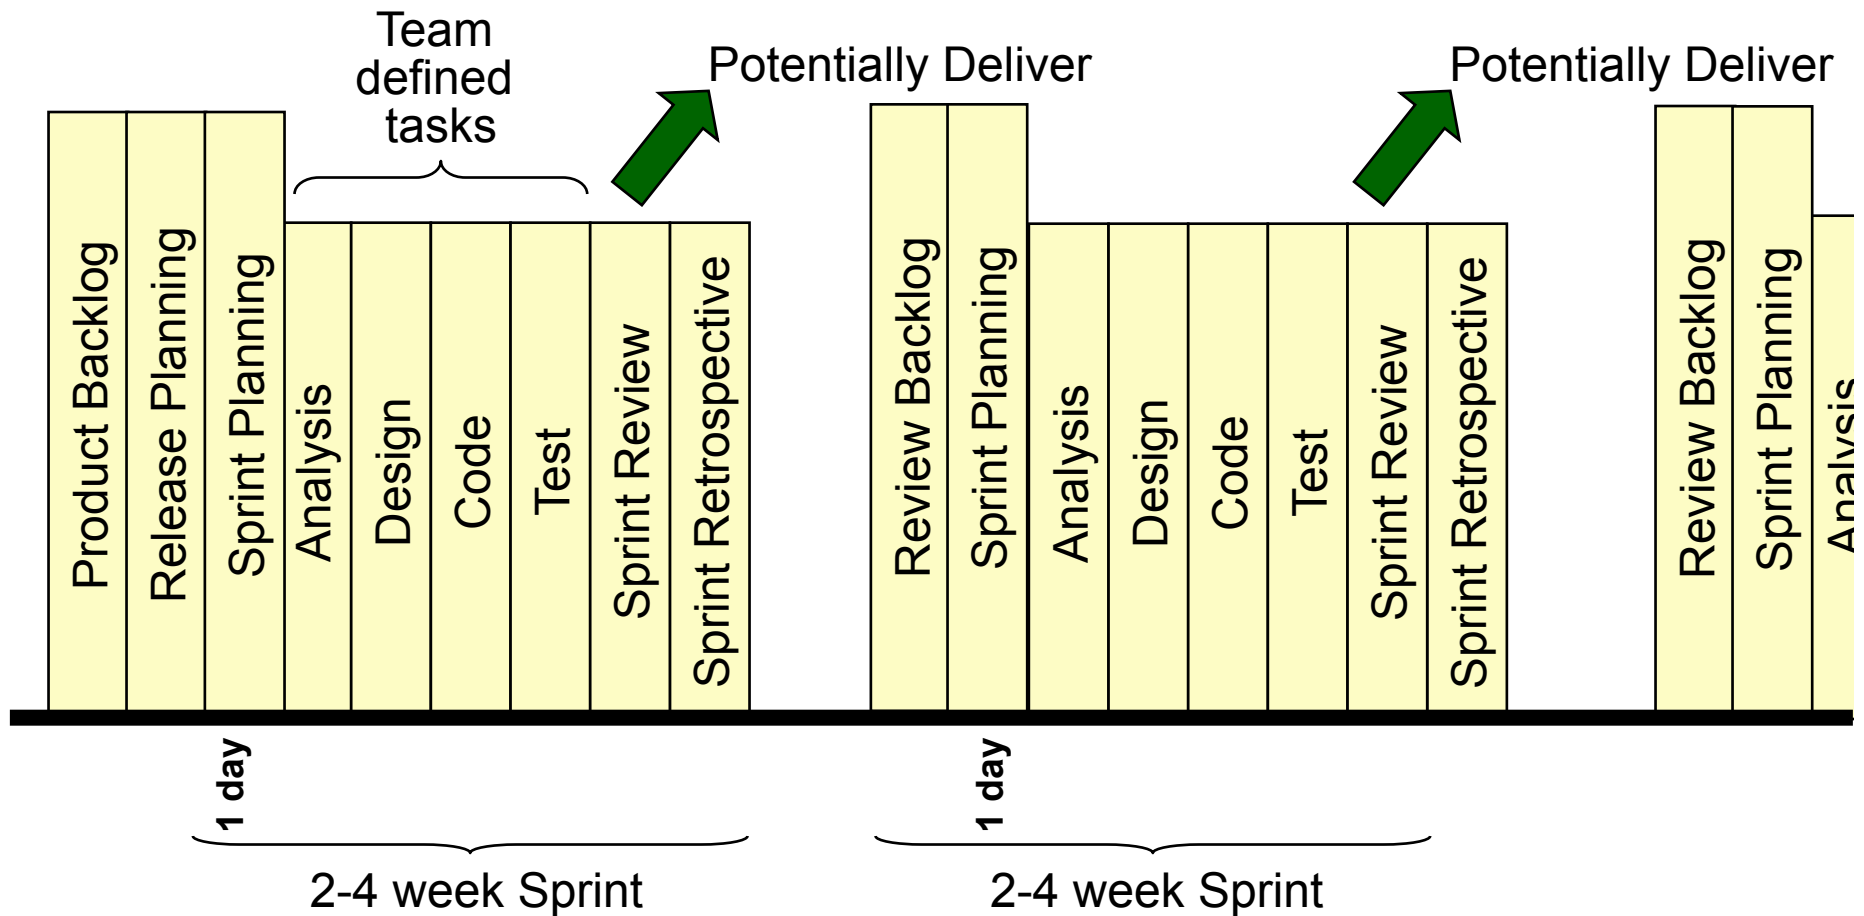 Team
defined
tasks
Potentially Deliver
Potentially Deliver
Product Backlog
Release Planning
Sprint Planning
Analysis
Design
Code
Test
Sprint Review
Sprint Retrospective
Review Backlog
Sprint Planning
Analysis
Design
Code
Test
Sprint Review
Sprint Retrospective
Review Backlog
Sprint Planning
Analysis
1 day
1 day
2-4 week Sprint
2-4 week Sprint